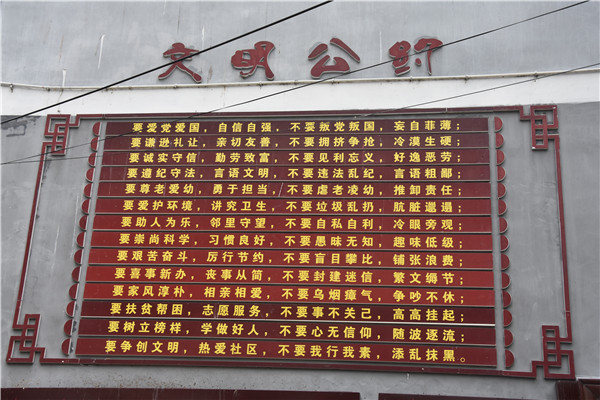 文明公约
要爱党爱国，自信自强，不要叛党叛国，妄自菲薄；
要谦逊礼让，亲切友善，不要拥挤争抢，冷漠生硬；
要诚实守信，勤劳致富，不要见利忘义，好逸恶劳；
要遵纪守法，言语文明，不要违法乱纪，言语粗鄙；
要尊老爱幼，勇于担当，不要虐老凌幼，推卸责任；
要爱护环境，讲究卫生，不要垃圾乱扔，肮脏邋遢；
要助人为乐，邻里守望，不要自私自利，冷眼旁观；
要崇尚科学，习惯良好，不要愚昧无知，趣味低级；
要艰苦奋斗，厉行节约，不要盲目攀比，铺张浪费；
要喜事新办，丧事从简，不要封建迷信，繁文缛节；
要家风淳朴，相亲相爱，不要乌烟瘴气，争吵不休；
要扶贫帮困，志愿服务，不要事不关己，高高挂起；
要树立榜样，学做好人，不要心无信仰，随波逐流；
要争创文明，热爱社区，不要我行我素，添乱抹黑。